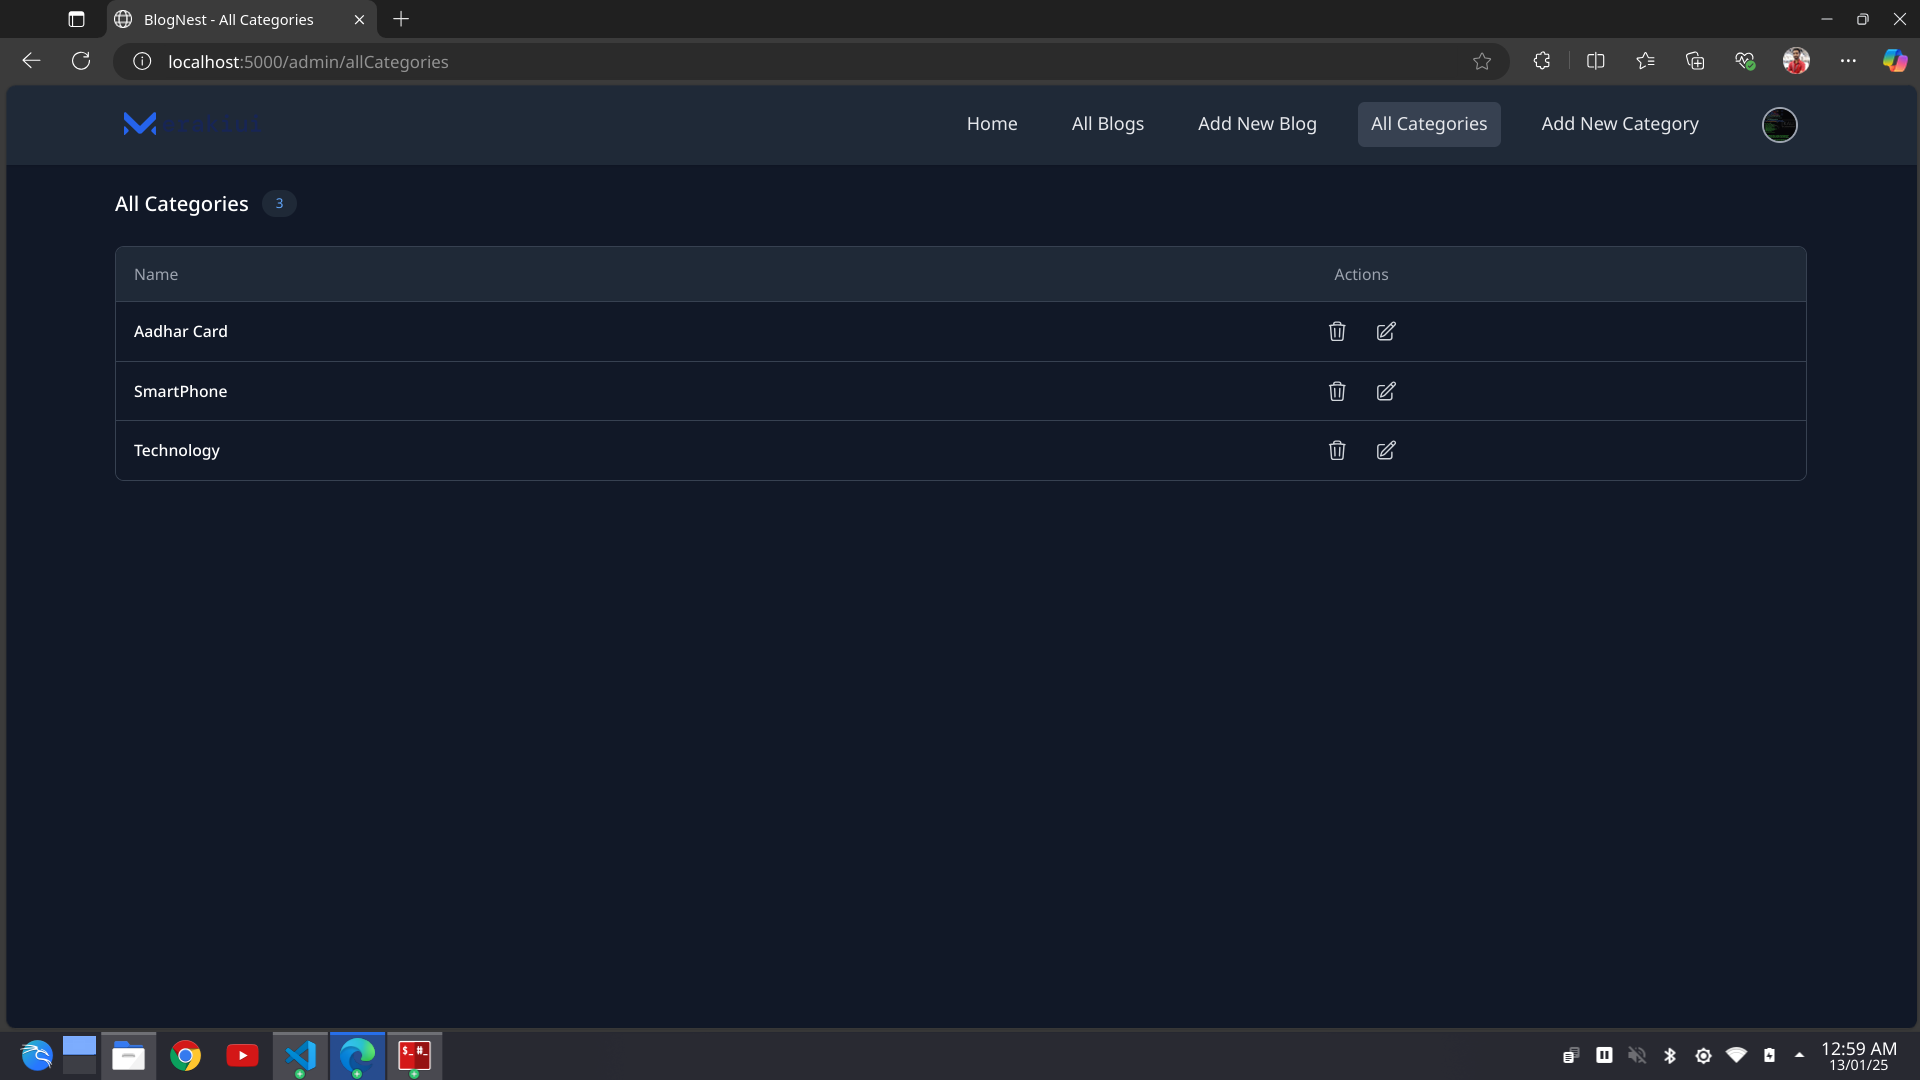 BlogNest - All Categories
localhost:5000/admin/allCategories
Home All Blogs Add New Blog All Categories Add New Category
All Categories 3
Name Actions
Aadhar Card
SmartPhone
Technology
$_ #_
12:59 AM
13/01/25